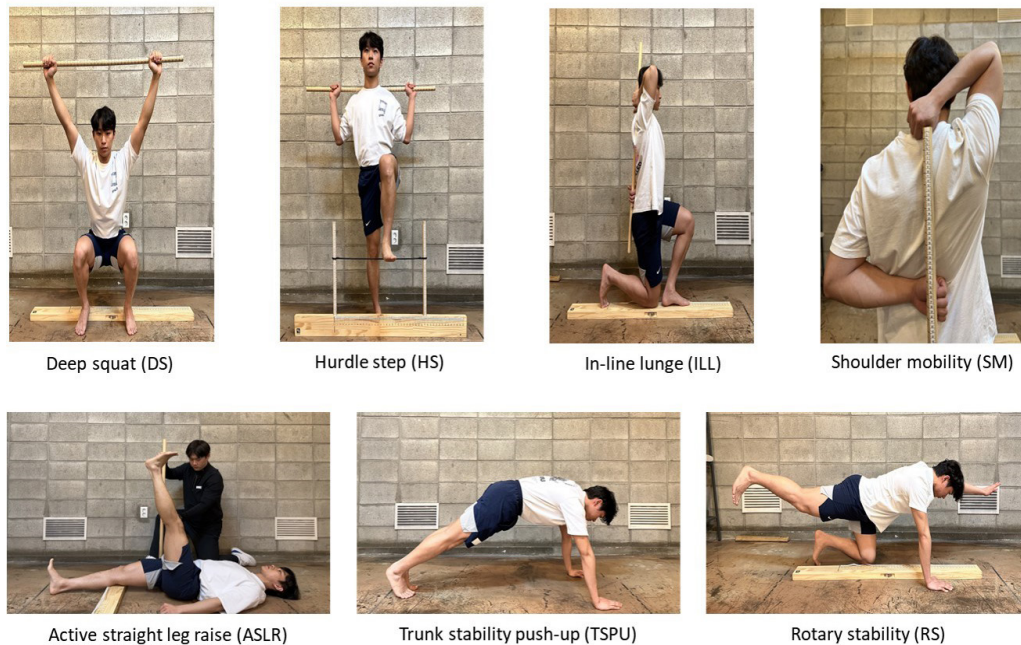 Deep squat (DS)
Hurdle step (HS)
In-line lunge (ILL)
Shoulder mobility (SM)
Active straight leg raise (ASLR)
Trunk stability push-up (TSPU)
Rotary stability (RS)